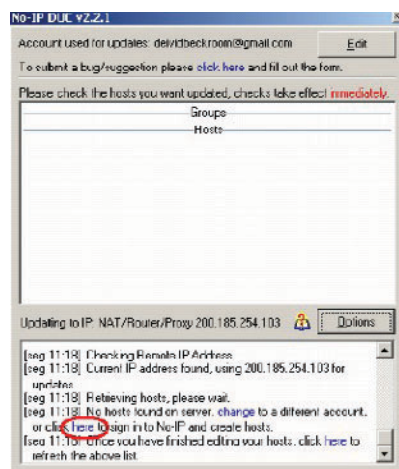 No-IP DUC v2.2.1
Account used for updates: deividbeckroom@gmail.com
Edit
To submit a bug/suggestion please click here and fill out the form.
Please check the hosts you want updated, checks take effect immediately.
Groups
Hosts
Updating to IP: NAT/Router/Proxy 200.185.254.103
Options
[seg 11:18] Checking Remote IP Address
[seg 11:18] Current IP address found, using 200.185.254.103 for
updates
[seg 11:18] Retrieving hosts, please wait.
[seg 11:18] No hosts found on server, change to a different account,
or click here to sign in to No-IP and create hosts.
[seg 11:18] Once you have finished editing your hosts, click here to
refresh the above list.